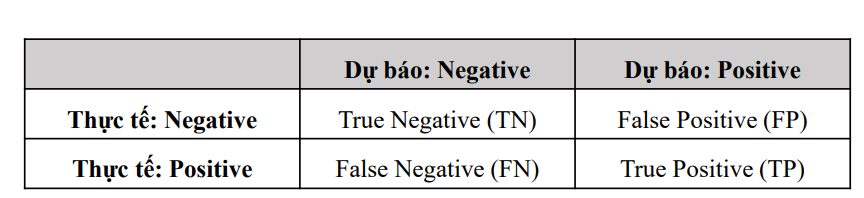 Dự báo: Negative Dự báo: Positive
Thực tế: Negative True Negative (TN) False Positive (FP)
Thực tế: Positive False Negative (FN) True Positive (TP)